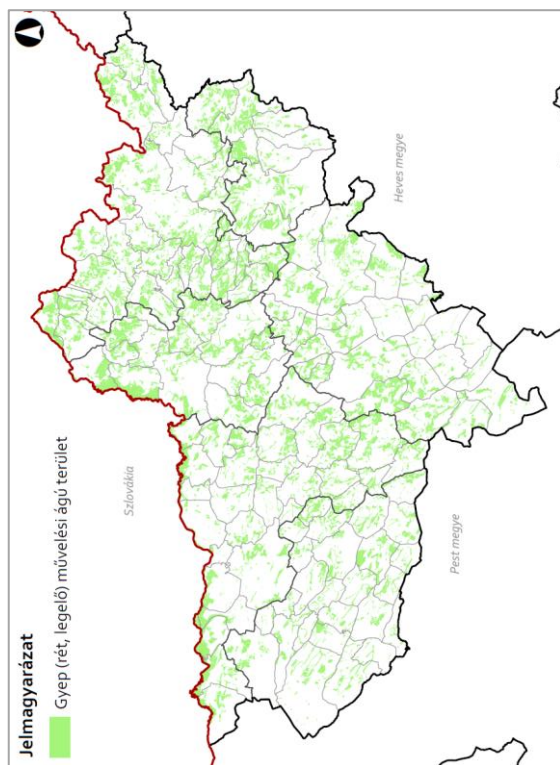 Jelmagyarázat
Gyep (rét, legelő) művelési ágú terület
Szlovákia
Heves megye
Pest megye